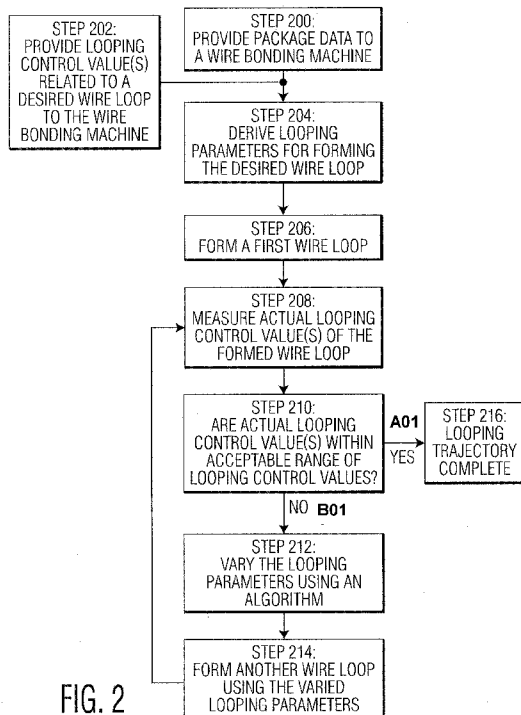 STEP 202:
PROVIDE LOOPING
CONTROL VALUE(S)
RELATED TO A
DESIRED WIRE LOOP
TO THE WIRE
BONDING MACHINE
STEP 200:
PROVIDE PACKAGE DATA TO
A WIRE BONDING MACHINE
STEP 204:
DERIVE LOOPING
PARAMETERS FOR FORMING
THE DESIRED WIRE LOOP
STEP 206:
FORM A FIRST WIRE LOOP
STEP 208:
MEASURE ACTUAL LOOPING
CONTROL VALUE(S) OF THE
FORMED WIRE LOOP
STEP 210:
ARE ACTUAL LOOPING
CONTROL VALUE(S) WITHIN
ACCEPTABLE RANGE OF
LOOPING CONTROL VALUES?
A01
YES
STEP 216:
LOOPING
TRAJECTORY
COMPLETE
NO B01
STEP 212:
VARY THE LOOPING
PARAMETERS USING AN
ALGORITHM
STEP 214:
FORM ANOTHER WIRE LOOP
USING THE VARIED
LOOPING PARAMETERS
FIG. 2